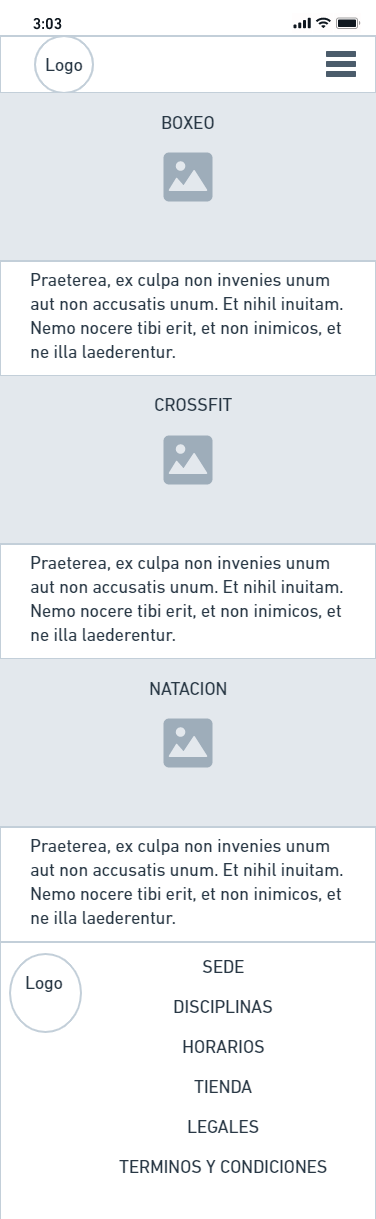 3:03
Logo
BOXEO
Praeterea, ex culpa non invenies unum
aut non accusatis unum. Et nihil inuitam.
Nemo nocere tibi erit, et non inimicos, et
ne illa laederentur.
CROSSFIT
Praeterea, ex culpa non invenies unum
aut non accusatis unum. Et nihil inuitam.
Nemo nocere tibi erit, et non inimicos, et
ne illa laederentur.
NATACION
Praeterea, ex culpa non invenies unum
aut non accusatis unum. Et nihil inuitam.
Nemo nocere tibi erit, et non inimicos, et
ne illa laederentur.
Logo
SEDE
DISCIPLINAS
HORARIOS
TIENDA
LEGALES
TERMINOS Y CONDICIONES